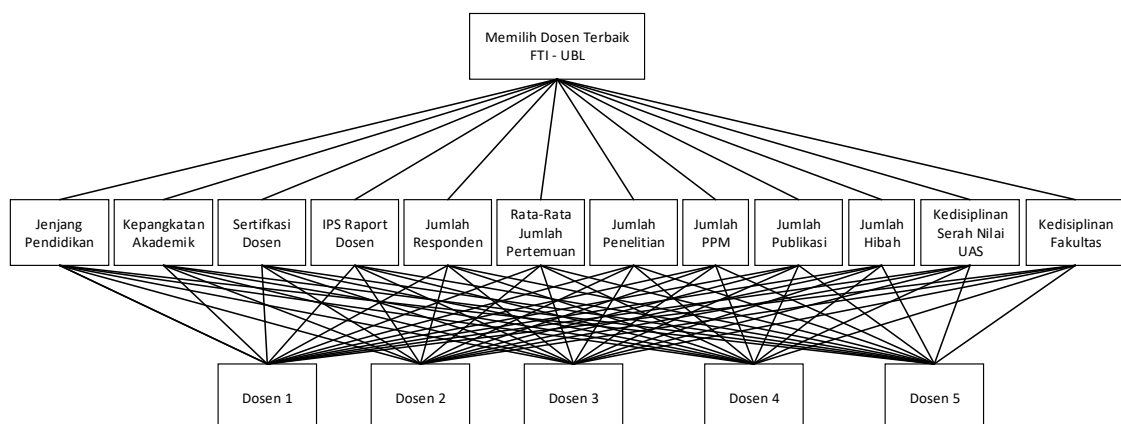 Memilih Dosen Terbaik
FTI - UBL
Jenjang
Pendidikan
Kepangkatan
Akademik
Sertifkasi
Dosen
IPS Raport
Dosen
Jumlah
Responden
Rata-Rata
Jumlah
Pertemuan
Jumlah
Penelitian
Jumlah
PPM
Jumlah
Publikasi
Jumlah
Hibah
Kedisiplinan
Serah Nilai
UAS
Kedisiplinan
Fakultas
Dosen 1
Dosen 2
Dosen 3
Dosen 4
Dosen 5